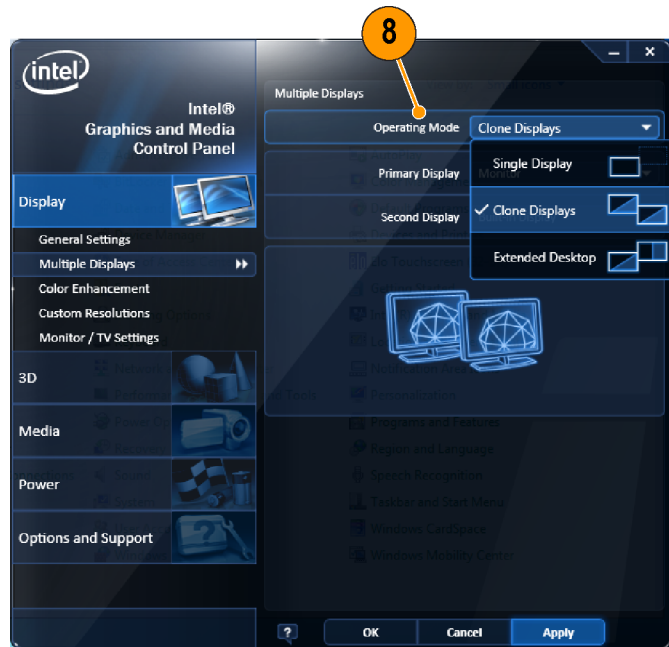 8
intel
Intel®
Graphics and Media
Control Panel
Multiple Displays
Operating Mode Clone Displays
Primary Display Monitor
Second Display
Single Display
✓ Clone Displays
Extended Desktop
Display
General Settings
Multiple Displays
Color Enhancement
Custom Resolutions
Monitor / TV Settings
3D
Media
Power
Options and Support
Notification Area
Personalization
Programs and Features
Region and Language
Speech Recognition
Taskbar and Start Menu
Windows CardSpace
Windows Mobility Center
?
OK Cancel Apply